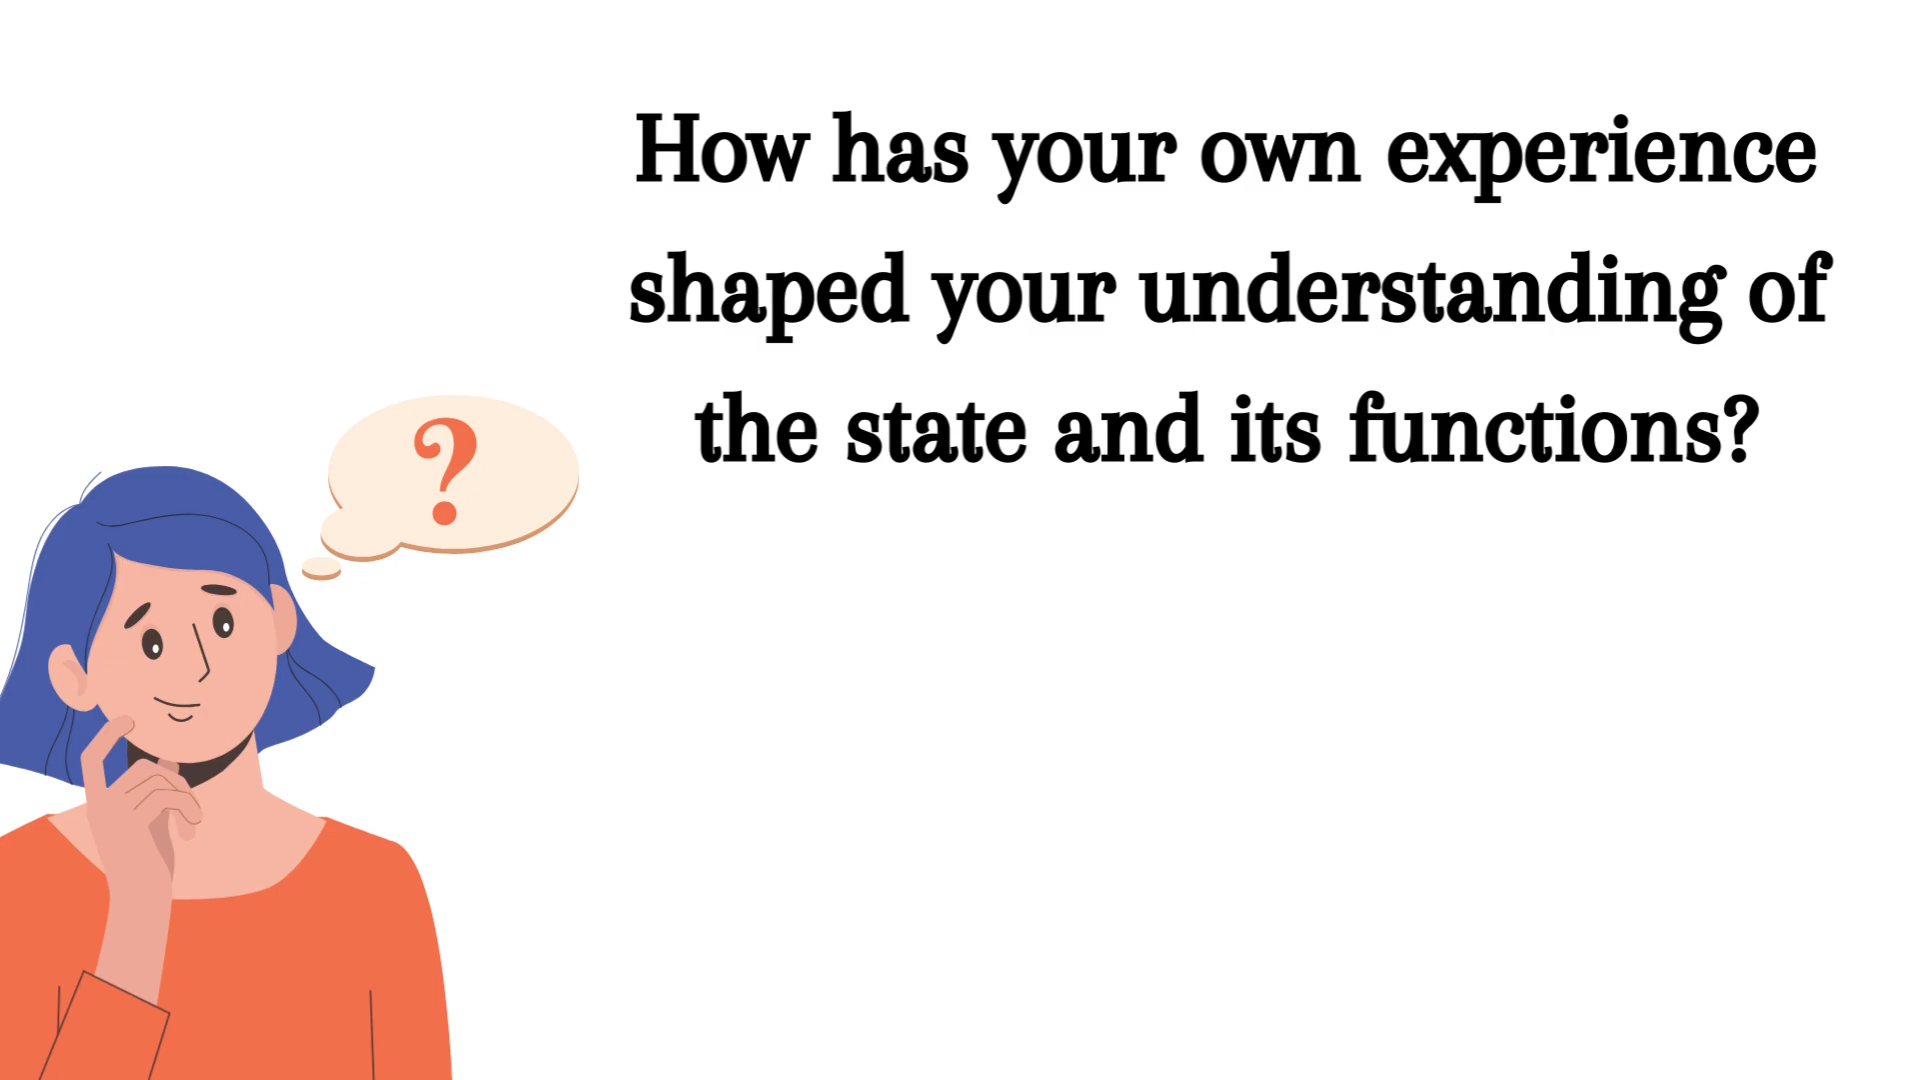 How has your own experience
shaped your understanding of
the state and its functions?
?